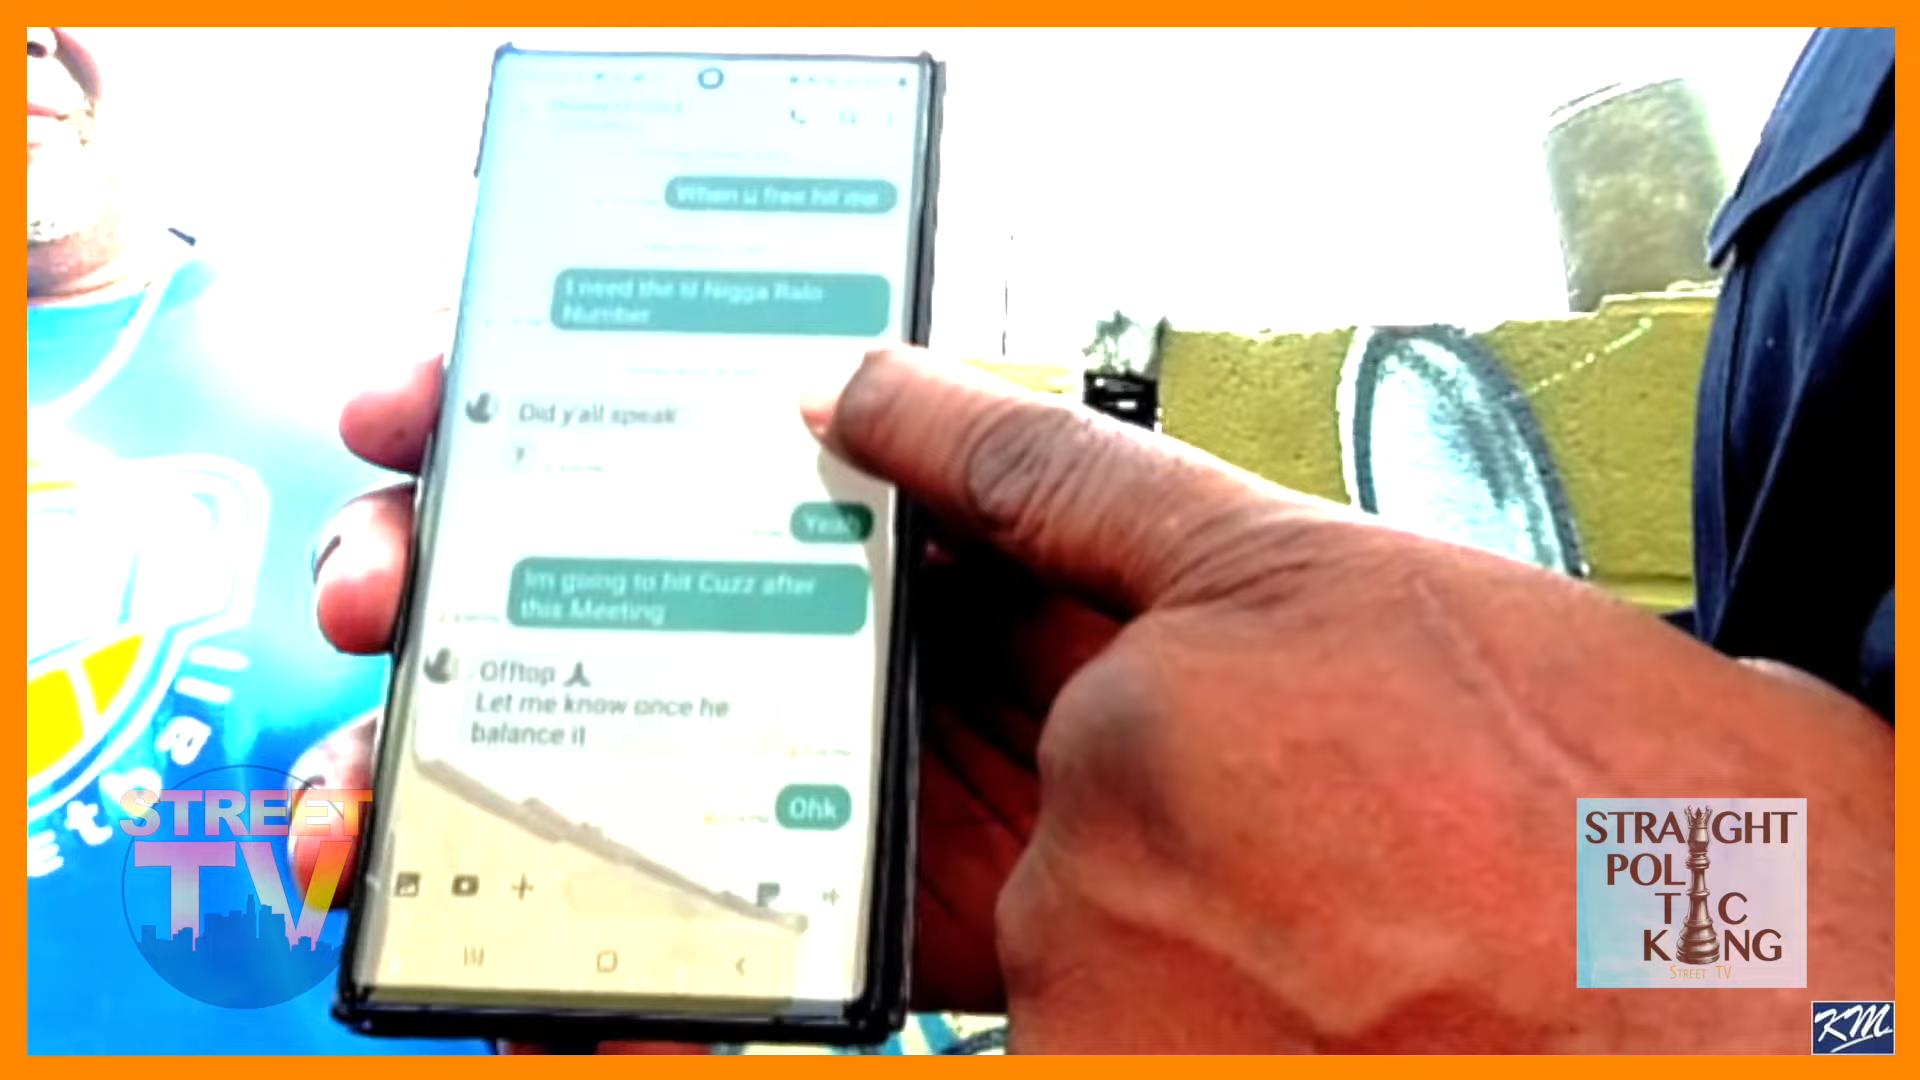 When u free hit me
I need the lil Nigga Ralo
Number
Did y'all speak
?
Yeah
Im going to hit Cuzz after
this Meeting
Offtop
Let me know once he
balance it
Ohk
STREET
TV
STRAIGHT
POLI
TIC
KING
STREET TV
KM